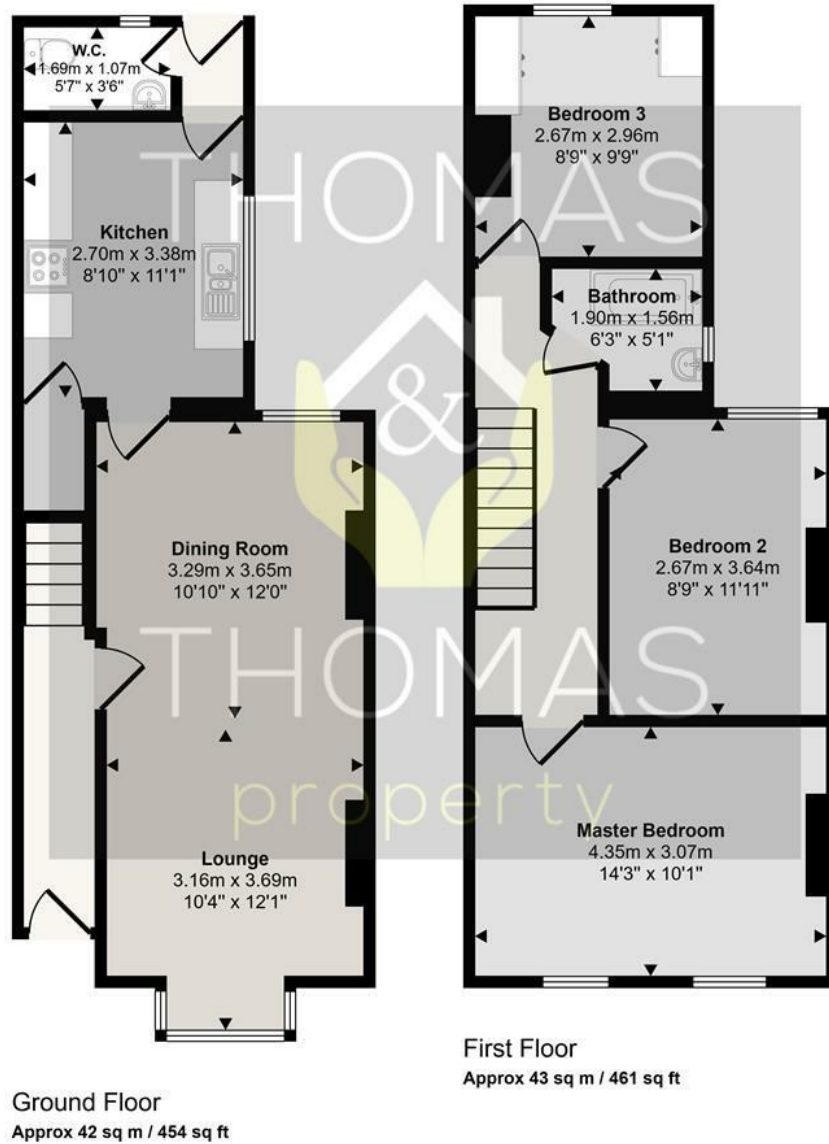 W.C.
1.69m x 1.07m
5'7" x 3'6"
Kitchen
2.70m x 3.38m
8'10" x 11'1"
Dining Room
3.29m x 3.65m
10'10" x 12'0"
Lounge
3.16m x 3.69m
10'4" x 12'1"
Ground Floor
Approx 42 sq m / 454 sq ft
Bedroom 3
2.67m x 2.96m
8'9" x 9'9"
Bathroom
1.90m x 1.56m
6'3" x 5'1"
Bedroom 2
2.67m x 3.64m
8'9" x 11'11"
Master Bedroom
4.35m x 3.07m
14'3" x 10'1"
First Floor
Approx 43 sq m / 461 sq ft
THOMAS
&
THOMAS
property